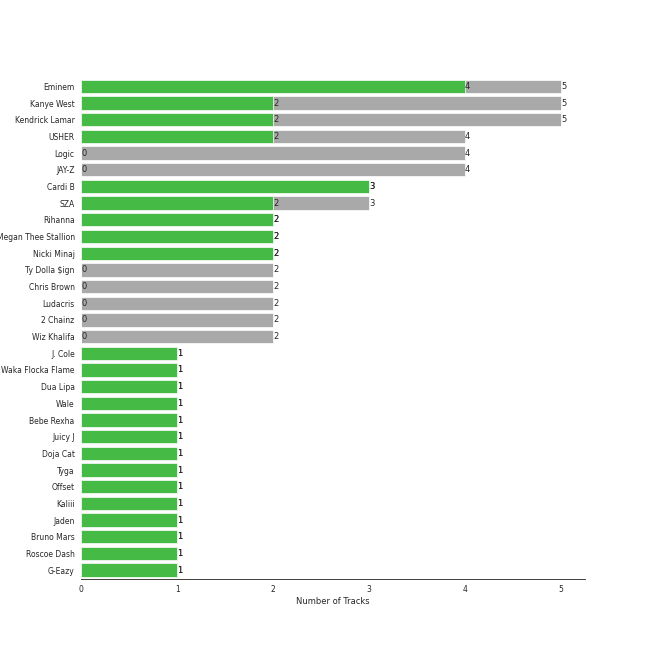 Eminem 4 5
Kanye West 2 5
Kendrick Lamar 2 5
USHER 2 4
Logic 0 4
JAY-Z 0 4
Cardi B 3
SZA 2 3
Rihanna 2
Megan Thee Stallion 2
Nicki Minaj 2
Ty Dolla $ign 0 2
Chris Brown 0 2
Ludacris 0 2
2 Chainz 0 2
Wiz Khalifa 0 2
J. Cole 1
Waka Flocka Flame 1
Dua Lipa 1
Wale 1
Bebe Rexha 1
Juicy J 1
Doja Cat 1
Tyga 1
Offset 1
Kaliii 1
Jaden 1
Bruno Mars 1
Roscoe Dash 1
G-Eazy 1
0 1 2 3 4 5
Number of Tracks